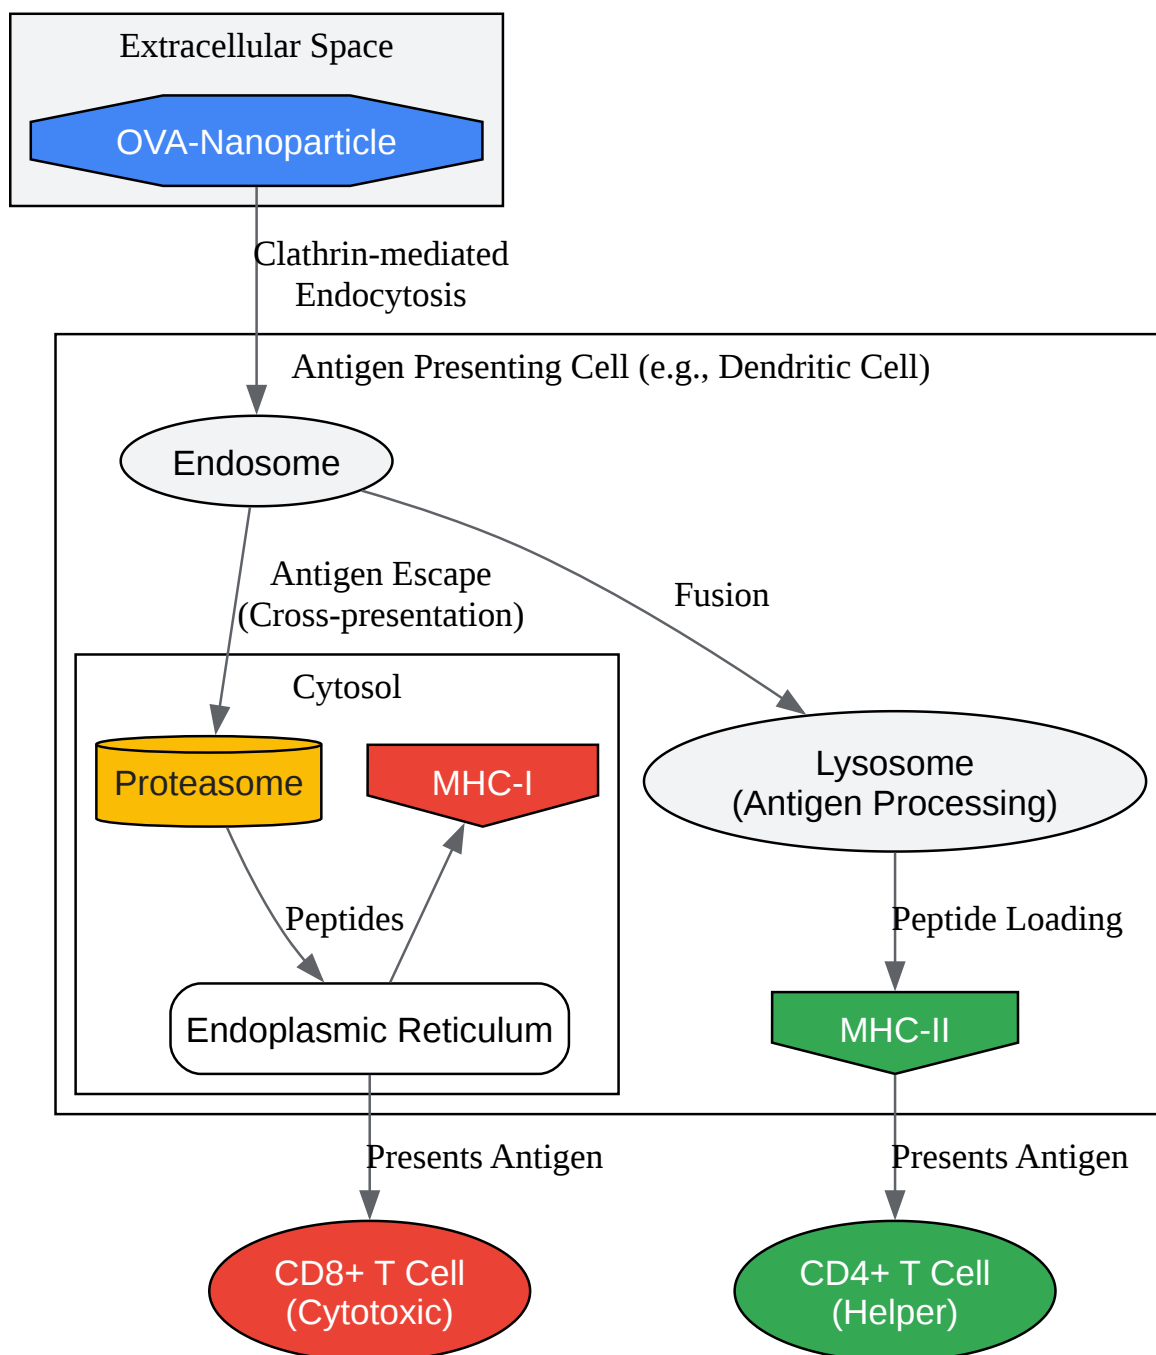 Extracellular Space
OVA-Nanoparticle
Clathrin-mediated
Endocytosis
Antigen Presenting Cell (e.g., Dendritic Cell)
Endosome
Antigen Escape
(Cross-presentation)
Fusion
Cytosol
Proteasome
MHC-I
Lysosome
(Antigen Processing)
Peptides
Peptide Loading
Endoplasmic Reticulum
MHC-II
Presents Antigen
Presents Antigen
CD8+ T Cell
(Cytotoxic)
CD4+ T Cell
(Helper)